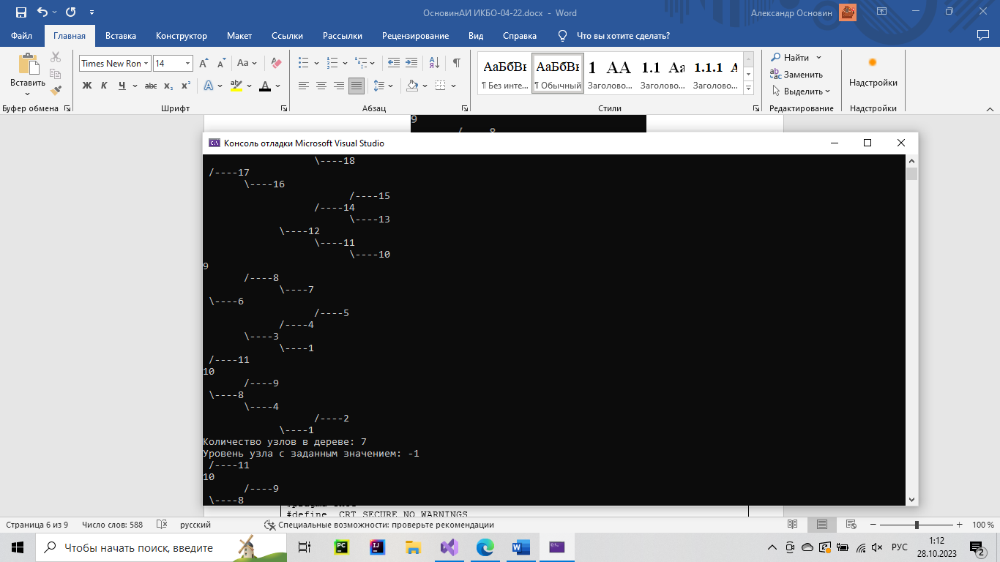 ОсновинАИ ИКБО-04-22.docx - Word
Александр Основин
Файл Главная Вставка Конструктор Макет Ссылки Рассылки Рецензирование Вид Справка Что вы хотите сделать?
Вставить
Буфер обмена
Times New Ron 14
Ж К Ч abc x₂ x²
Шрифт
Абзац
АаБбВı АаБбВı 1 АА 1.1 Аа 1.1.1 А
¶ Без инте... ¶ Обычный Заголово... Заголово... Заголово...
Стили
Найти
Заменить
Выделить
Редактирование
Настройки
Настройки
9
/----8
Консоль отладки Microsoft Visual Studio
\----18
/----17
\----16
/----15
/----14
\----13
\----12
\----11
\----10
9
/----8
\----7
\----6
/----5
/----4
\----3
\----1
/----11
10
/----9
\----8
\----4
/----2
\----1
Количество узлов в дереве: 7
Уровень узла с заданным значением: -1
/----11
10
/----9
\----8
#define _CRT_SECURE_NO_WARNINGS
Страница 6 из 9 Число слов: 588 русский Специальные возможности: проверьте рекомендации 100 %
Чтобы начать поиск, введите
РУС
1:12
28.10.2023
2